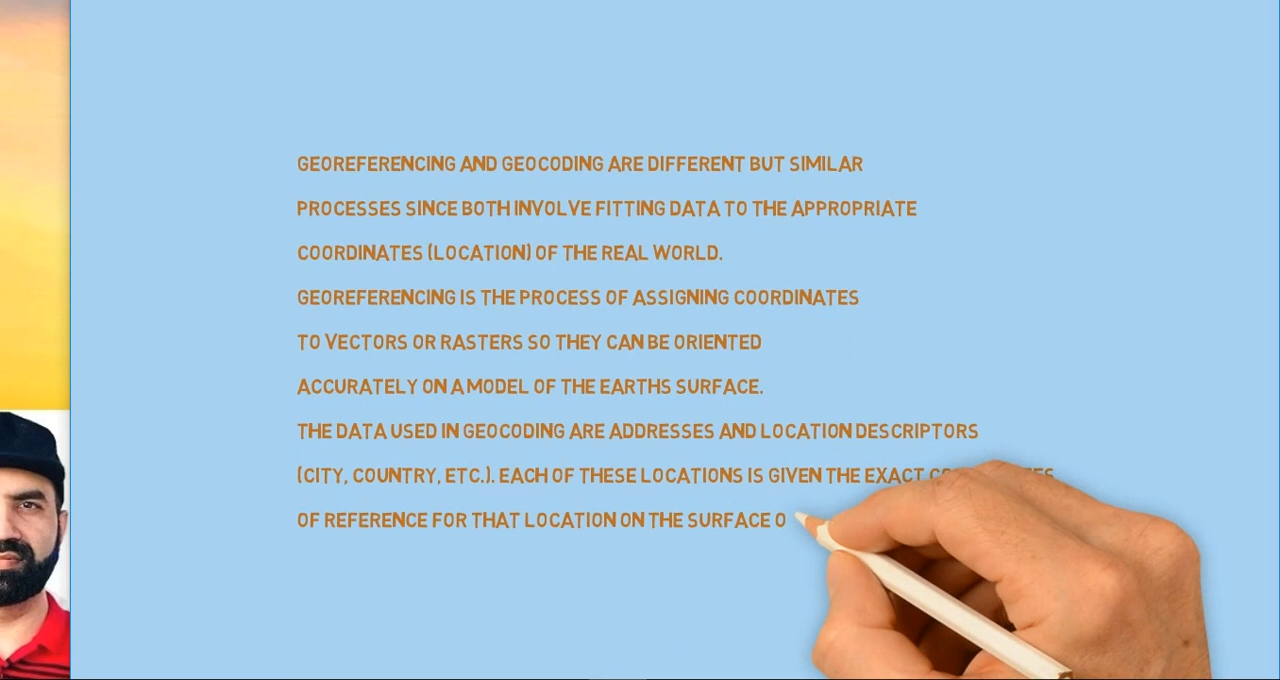 GEOREFERENCING AND GEOCODING ARE DIFFERENT BUT SIMILAR
PROCESSES SINCE BOTH INVOLVE FITTING DATA TO THE APPROPRIATE
COORDINATES (LOCATION) OF THE REAL WORLD.
GEOREFERENCING IS THE PROCESS OF ASSIGNING COORDINATES
TO VECTORS OR RASTERS SO THEY CAN BE ORIENTED
ACCURATELY ON A MODEL OF THE EARTHS SURFACE.
THE DATA USED IN GEOCODING ARE ADDRESSES AND LOCATION DESCRIPTORS
(CITY, COUNTRY, ETC.). EACH OF THESE LOCATIONS IS GIVEN THE EXACT
OF REFERENCE FOR THAT LOCATION ON THE SURFACE O